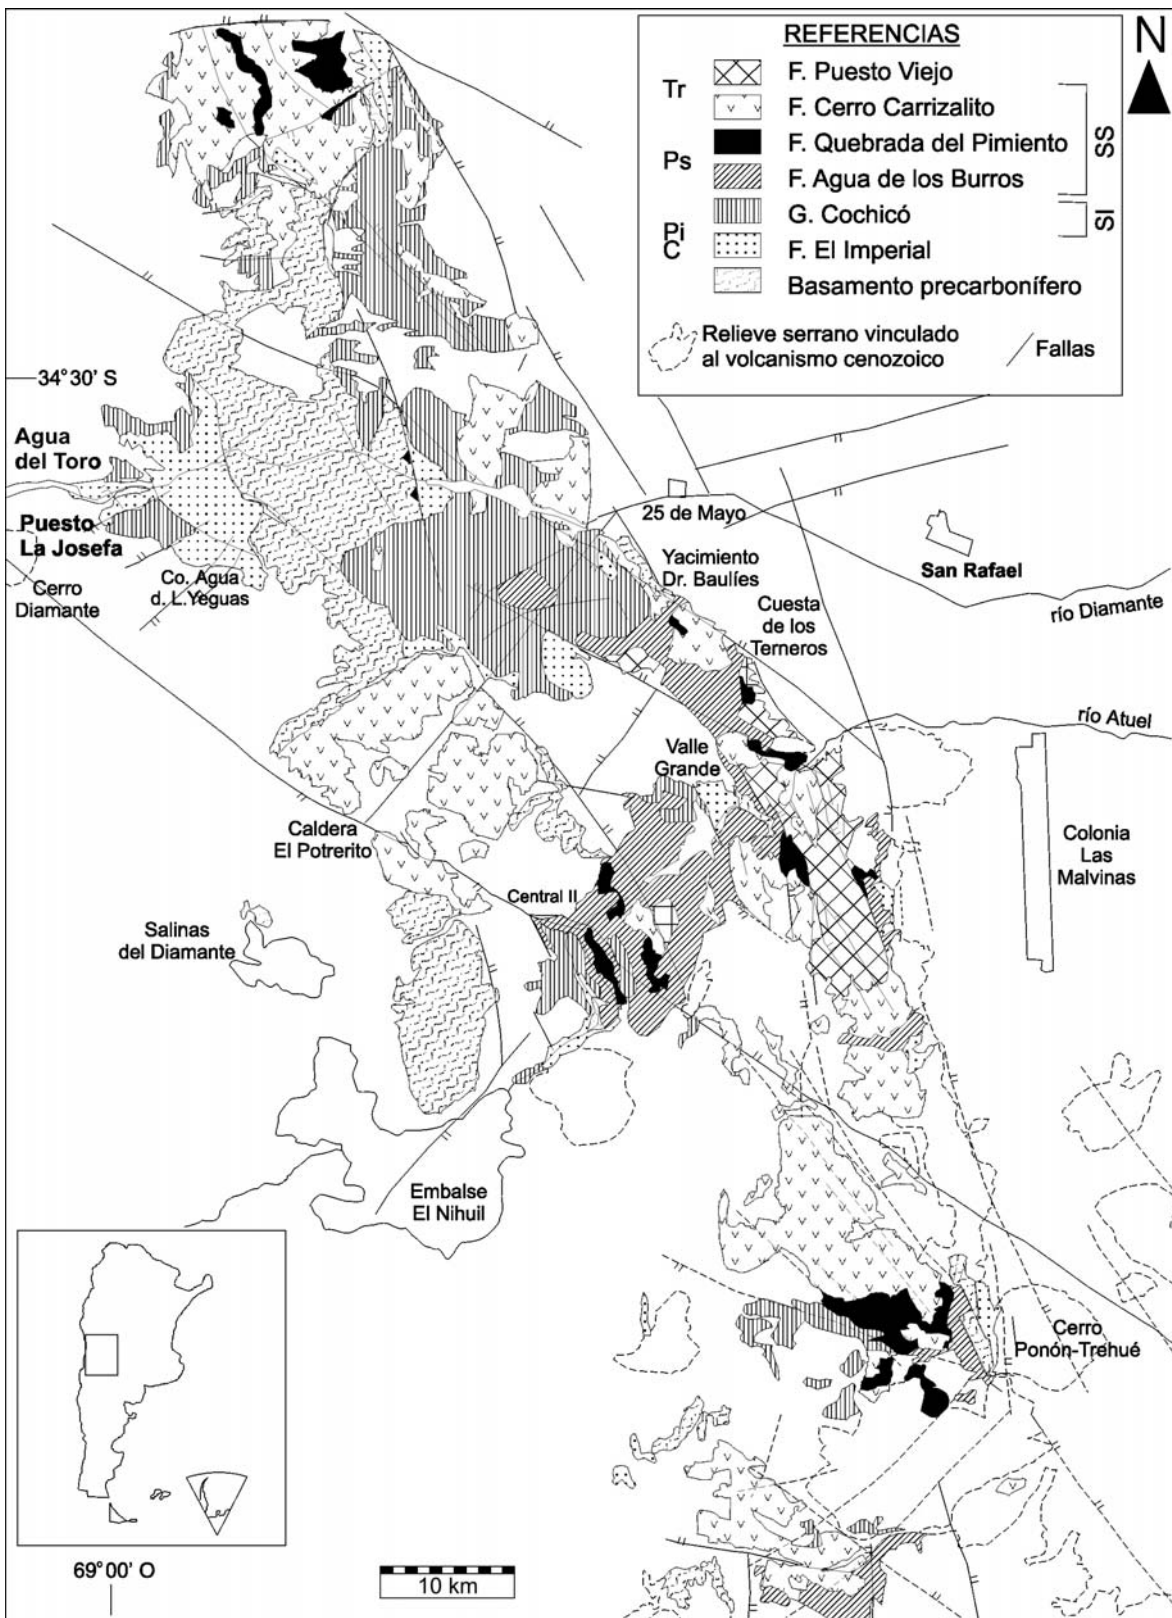 REFERENCIAS
N
Tr
F. Puesto Viejo
F. Cerro Carrizalito
Ps
F. Quebrada del Pimiento
F. Agua de los Burros
SS
Pi
C
G. Cochicó
SI
F. El Imperial
Basamento precarbonífero
Relieve serrano vinculado
al volcanismo cenozoico
Fallas
34°30' S
Agua
del Toro
Puesto
La Josefa
Cerro
Diamante
Co. Agua
d. L.Yeguas
25 de Mayo
Yacimiento
Dr. Baulíes
San Rafael
río Diamante
Cuesta
de los
Terneros
río Atuel
Valle
Grande
Caldera
El Potrerito
Colonia
Las
Malvinas
Central II
Salinas
del Diamante
Embalse
El Nihuil
Cerro
Ponón-Trehué
69°00' O
10 km